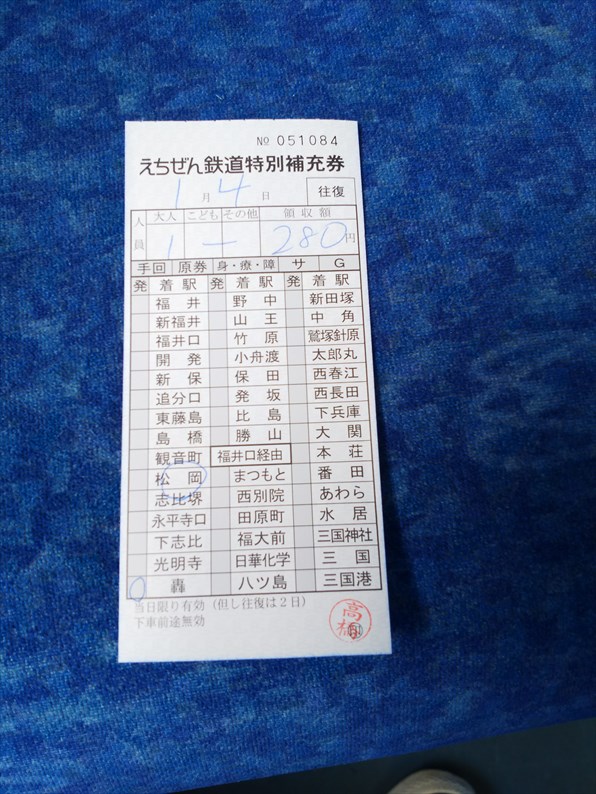 № 051084
えちぜん鉄道特別補充券
1月4日 往復
人員 大人 こども その他 領収額
1 一 280円
手回 原券 身・療・障 サ G
発 着駅 発 着駅 発 着駅
福井 野中 新田塚
新福井 山王 中角
福井口 竹原 鷲塚針原
開発 小舟渡 太郎丸
新保 保田 西春江
追分口 発坂 西長田
東藤島 比島 下兵庫
島橋 勝山 大関
観音町 福井口経由 本荘
松岡 まつもと 番田
志比堺 西別院 あわら
永平寺口 田原町 水居
下志比 福大前 三国神社
光明寺 日華化学 三国
轟 八ツ島 三国港
当日限り有効（但し往復は2日）
下車前途無効
高橋